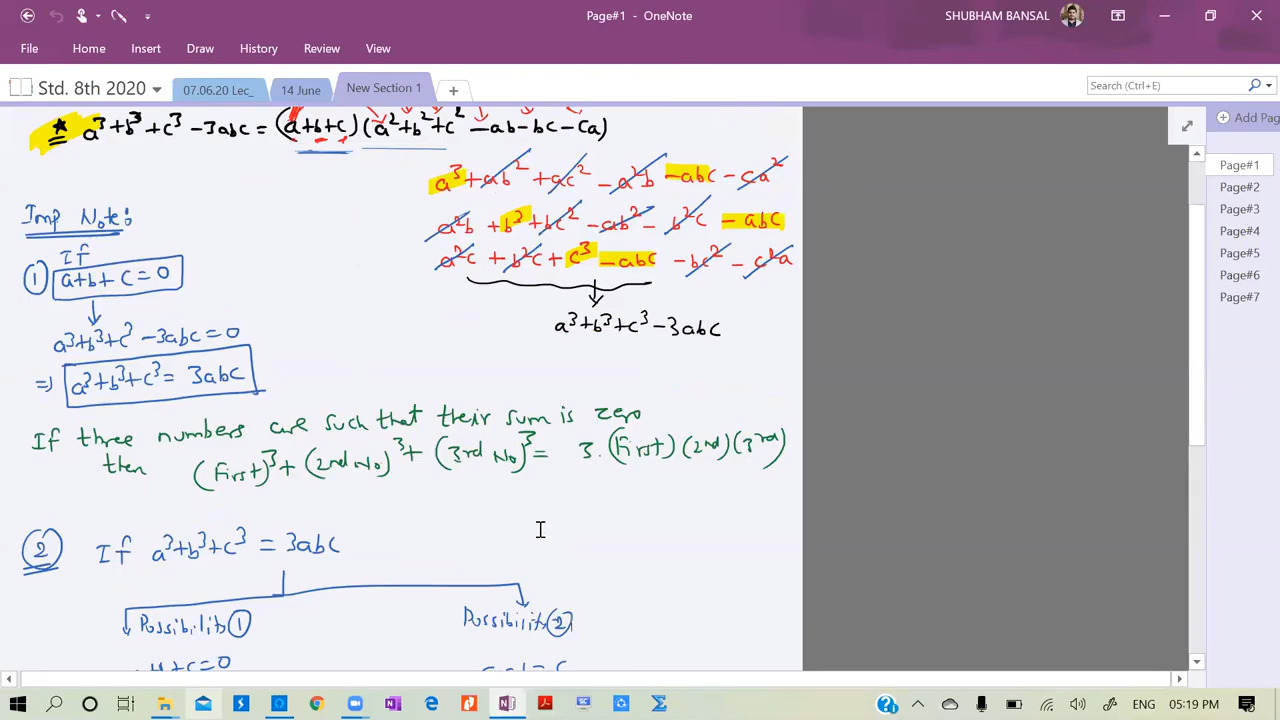 Page#1 - OneNote
SHUBHAM BANSAL
File Home Insert Draw History Review View
Std. 8th 2020
07.06.20 Lec_
14 June
New Section 1
Search (Ctrl+E)
Add Pag
Page#1
Page#2
Page#3
Page#4
Page#5
Page#6
Page#7
★ a³+b³+c³-3abc = (a+b+c)(a²+b²+c²-ab-bc-ca)
a³+ab²+ac²-a²b-abc-ca²
a²b+b³+bc²-ab²-b²c-abc
a²c+b²c+c³-abc-bc²-c²a
a³+b³+c³-3abc
Imp Note:
If
① a+b+c=0
a³+b³+c³-3abc=0
=) a³+b³+c³= 3abc
If three numbers are such that their sum is zero
then (First)³+(2nd No)³+(3rd No)³= 3.(First)(2nd)(3rd)
② If a³+b³+c³ = 3abc
Possibility ①
Possibility ②
ENG 05:19 PM